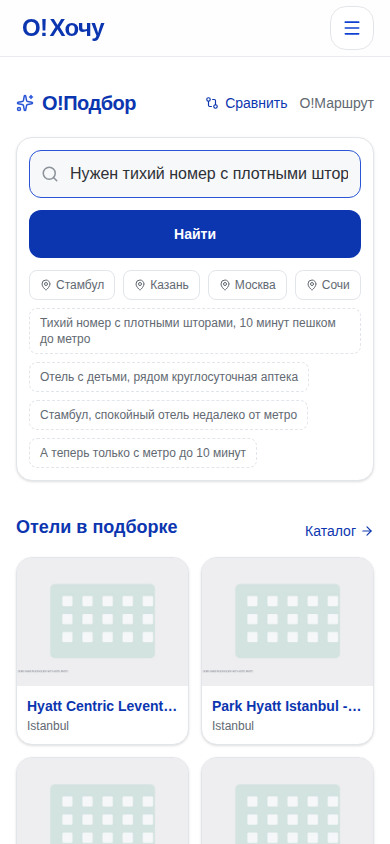 О!Хочу
О!Подбор
Сравнить
О!Маршрут
Нужен тихий номер с плотными штор
Найти
Стамбул
Казань
Москва
Сочи
Тихий номер с плотными шторами, 10 минут пешком
до метро
Отель с детьми, рядом круглосуточная аптека
Стамбул, спокойный отель недалеко от метро
А теперь только с метро до 10 минут
Отели в подборке
Каталог
Hyatt Centric Levent…
Istanbul
Park Hyatt Istanbul -…
Istanbul